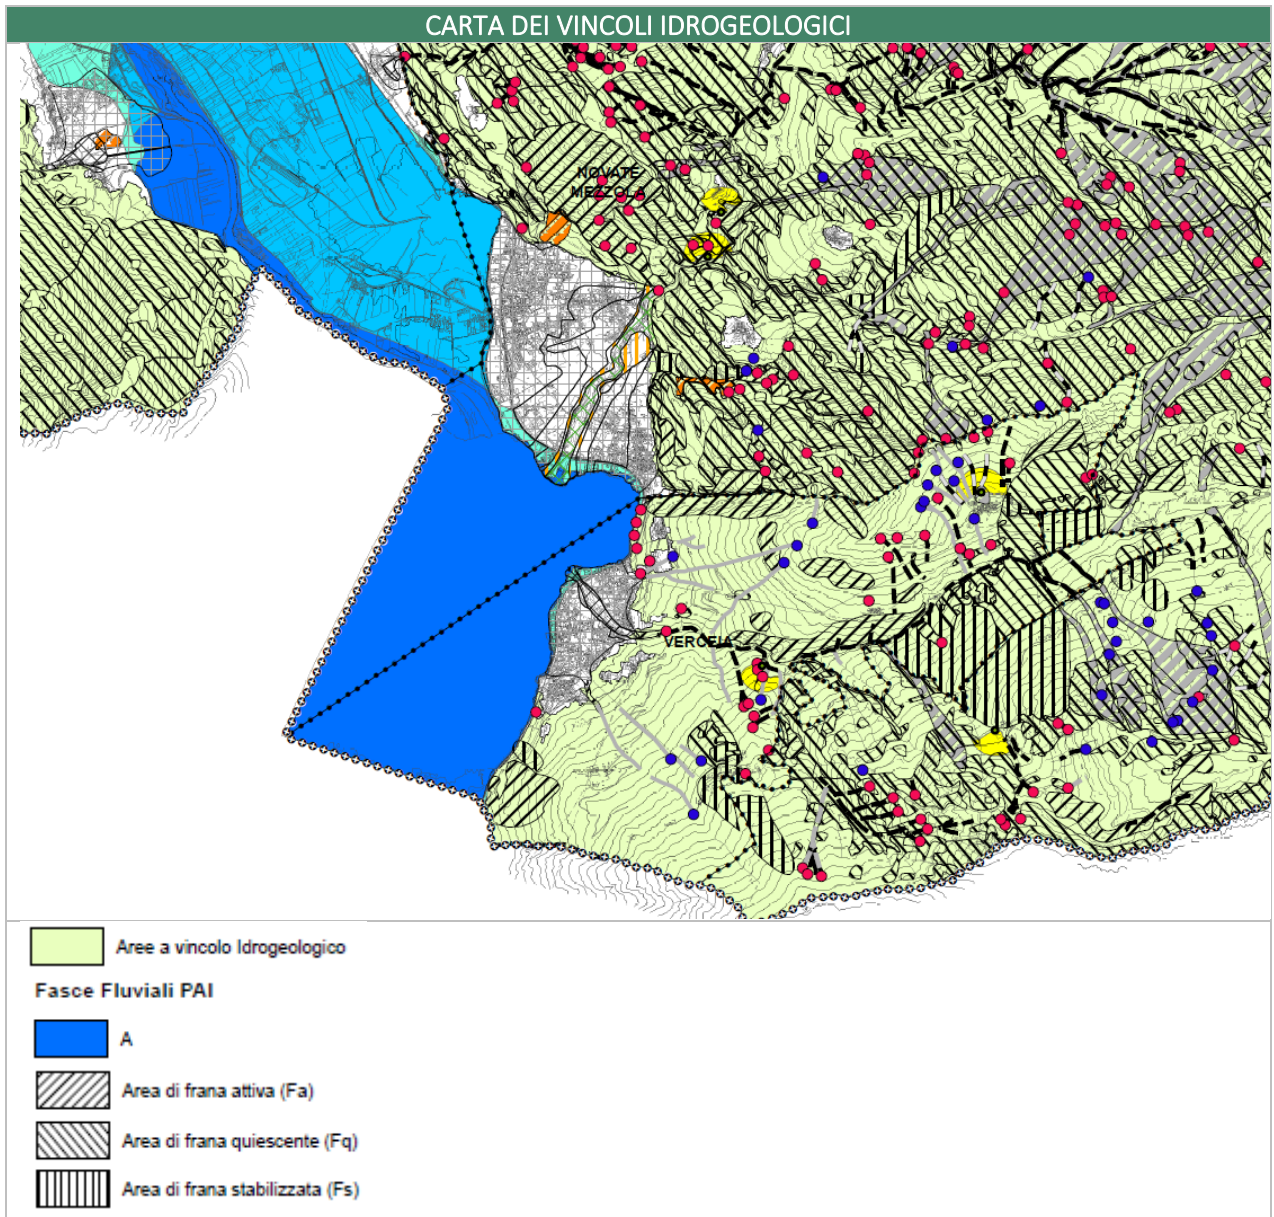 CARTA DEI VINCOLI IDROGEOLOGICI
NOVATE
MEZZOLA
VERCEIA
Aree a vincolo Idrogeologico
Fasce Fluviali PAI
A
Area di frana attiva (Fa)
Area di frana quiescente (Fq)
Area di frana stabilizzata (Fs)